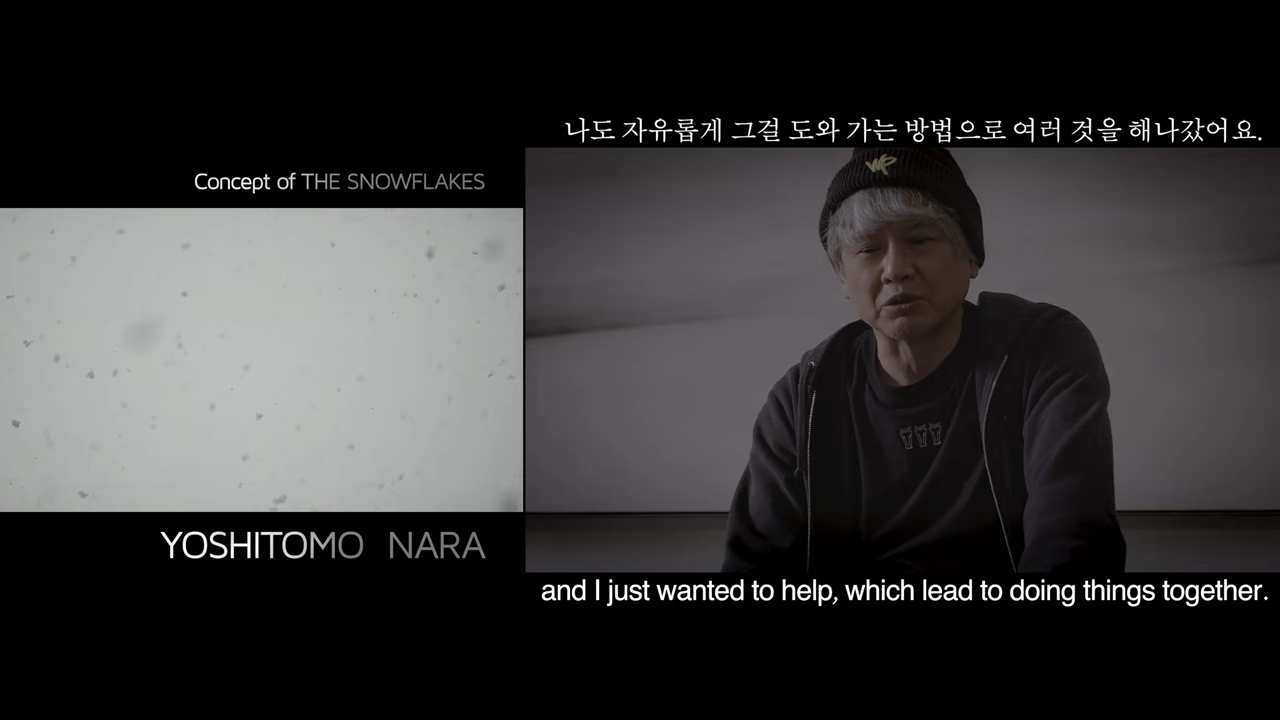 나도 자유롭게 그걸 도와 가는 방법으로 여러 것을 해나갔어요.
Concept of THE SNOWFLAKES
WP
YOSHITOMO NARA
and I just wanted to help, which lead to doing things together.